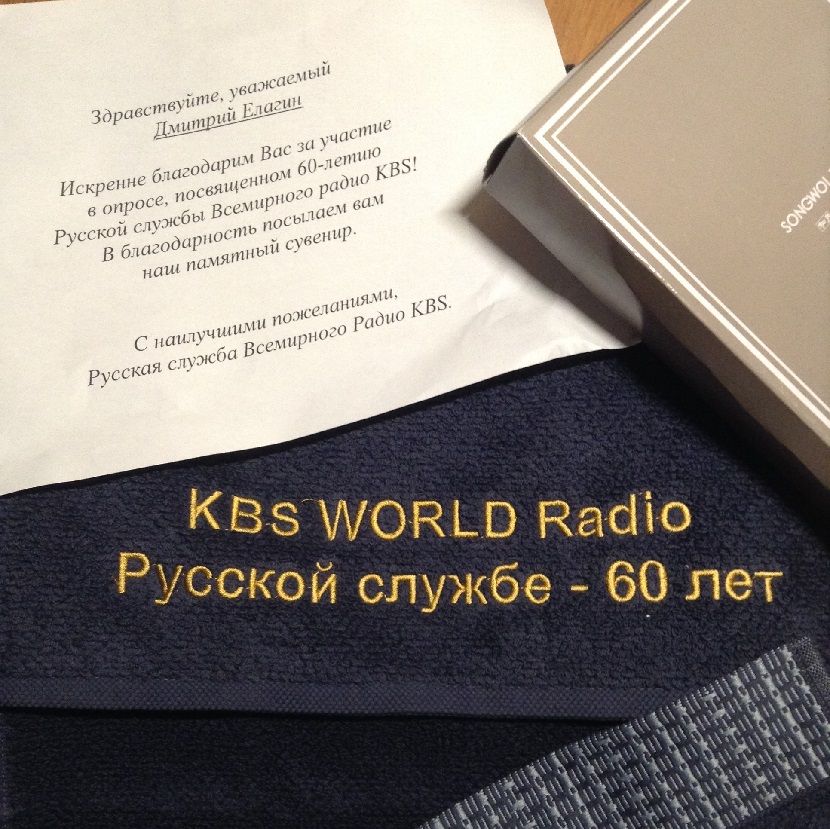 Здравствуйте, уважаемый
Дмитрий Елагин
Искренне благодарим Вас за участие
в опросе, посвященном 60-летию
Русской службы Всемирного радио KBS!
В благодарность посылаем вам
наш памятный сувенир.
С наилучшими пожеланиями,
Русская служба Всемирного Радио KBS.
KBS WORLD Radio
Русской службе - 60 лет